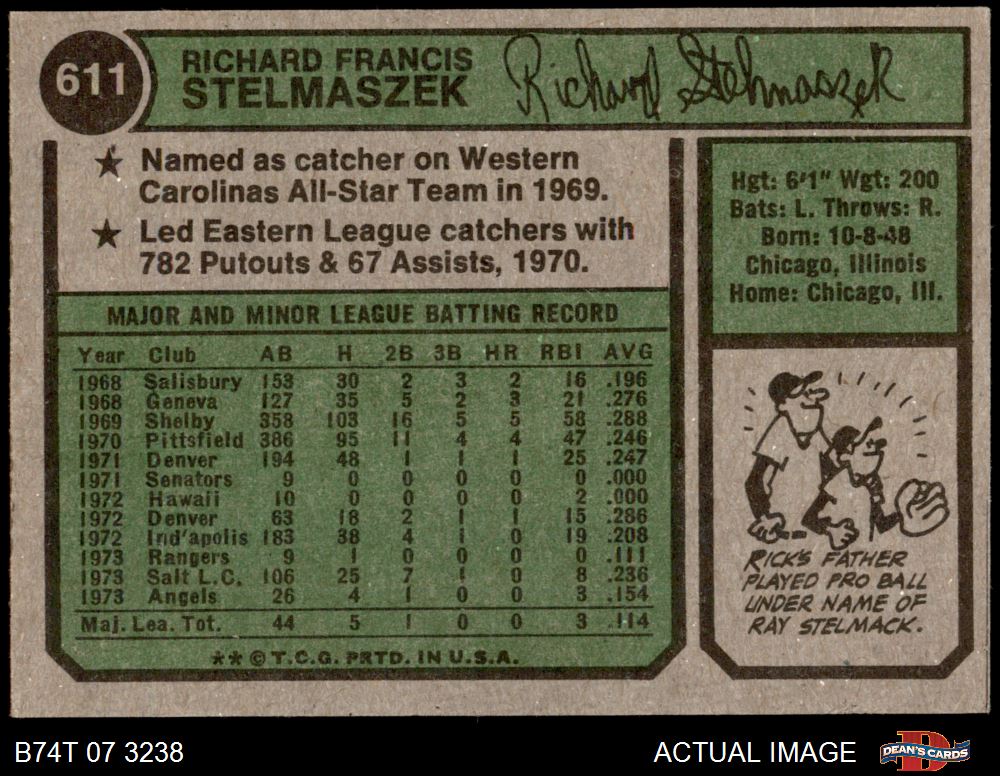 611
RICHARD FRANCIS
STELMASZEK
Richard Stelmaszek
★ Named as catcher on Western
Carolinas All-Star Team in 1969.
★ Led Eastern League catchers with
782 Putouts & 67 Assists, 1970.
MAJOR AND MINOR LEAGUE BATTING RECORD
Year Club AB H 2B 3B HR RBI AVG
1968 Salisbury 153 30 2 3 2 16 .196
1968 Geneva 127 35 5 2 3 21 .276
1969 Shelby 358 103 16 5 5 58 .288
1970 Pittsfield 386 95 11 4 4 47 .246
1971 Denver 194 48 1 1 1 25 .247
1971 Senators 9 0 0 0 0 0 .000
1972 Hawaii 10 0 0 0 0 2 .000
1972 Denver 63 18 2 1 1 15 .286
1972 Ind'apolis 183 38 4 1 0 19 .208
1973 Rangers 9 1 0 0 0 0 .111
1973 Salt L.C. 106 25 7 1 0 8 .236
1973 Angels 26 4 1 0 0 3 .154
Maj. Lea. Tot. 44 5 1 0 0 3 .114
** © T.C.G. PRTD. IN U.S.A.
Hgt: 6'1" Wgt: 200
Bats: L. Throws: R.
Born: 10-8-48
Chicago, Illinois
Home: Chicago, Ill.
RICK'S FATHER
PLAYED PRO BALL
UNDER NAME OF
RAY STELMACK.
B74T 07 3238
ACTUAL IMAGE
D
DEAN'S CARDS